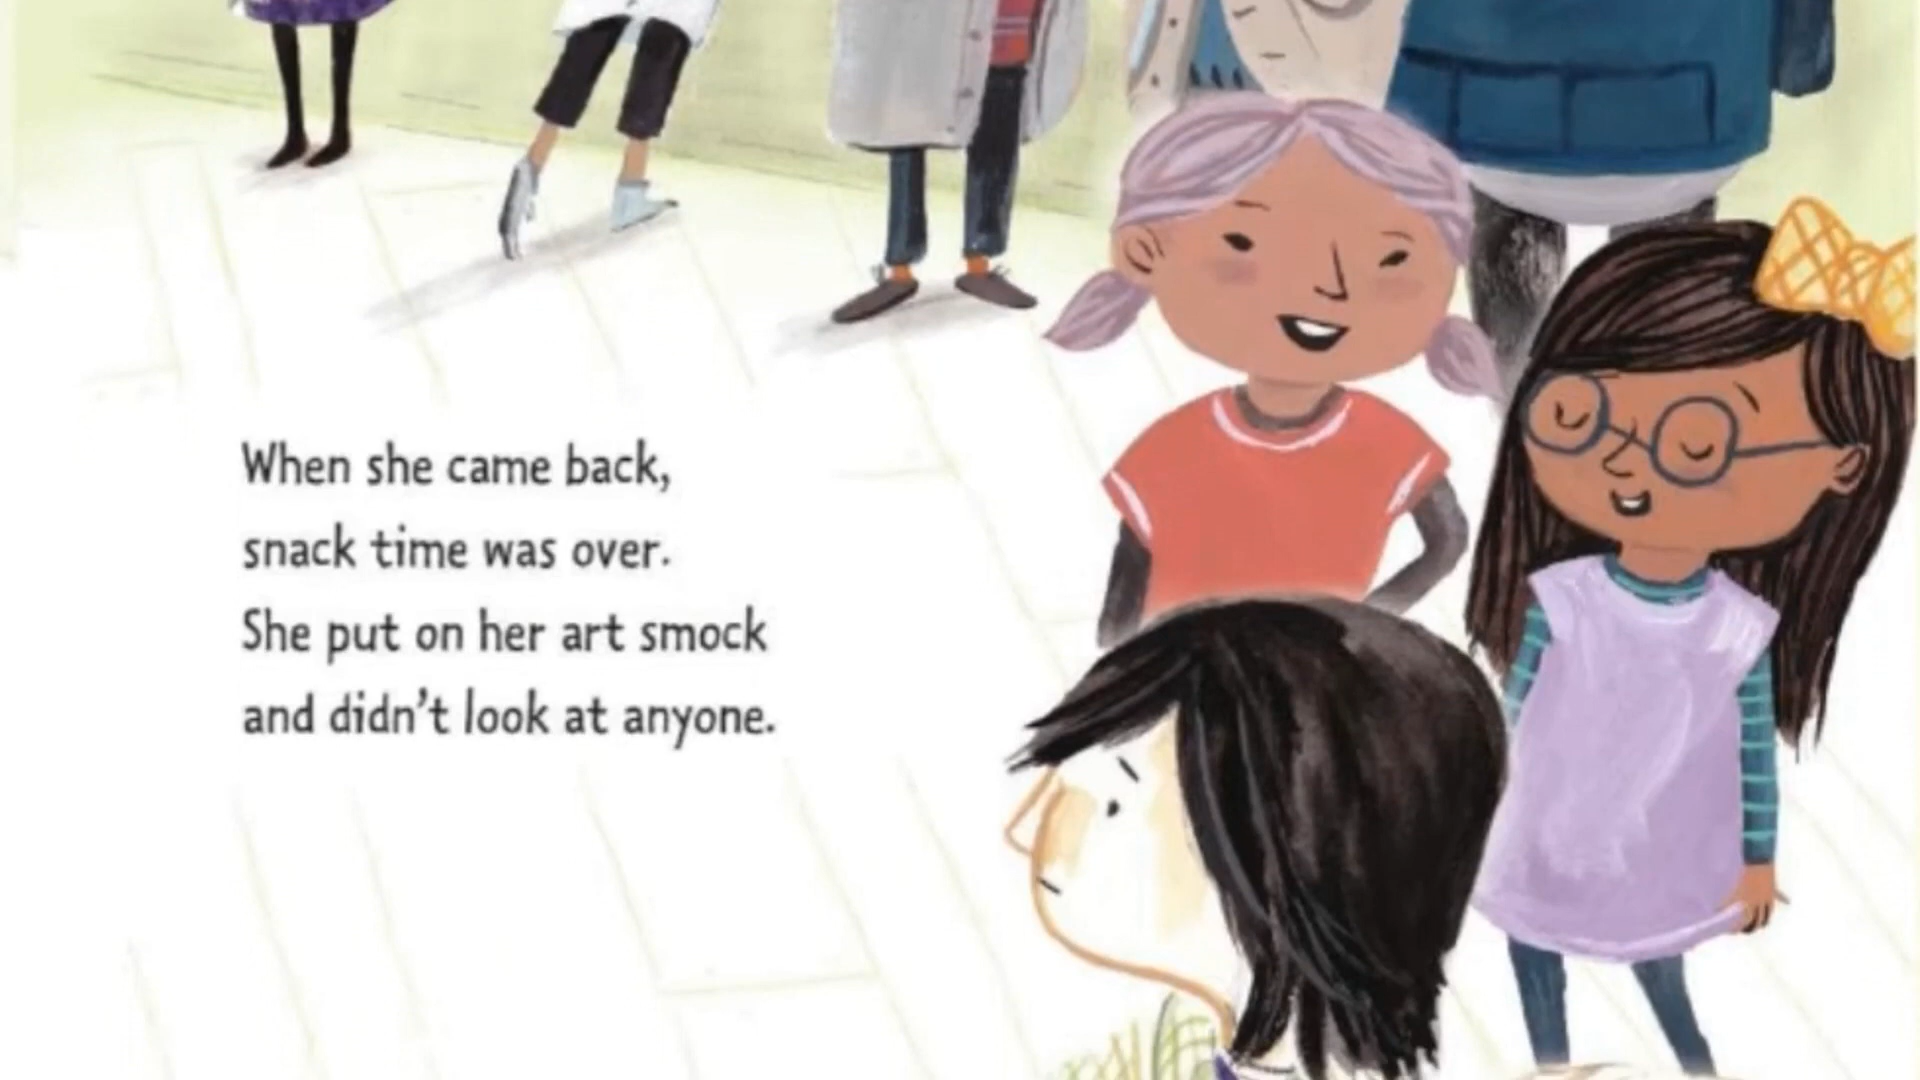 When she came back,
snack time was over.
She put on her art smock
and didn't look at anyone.